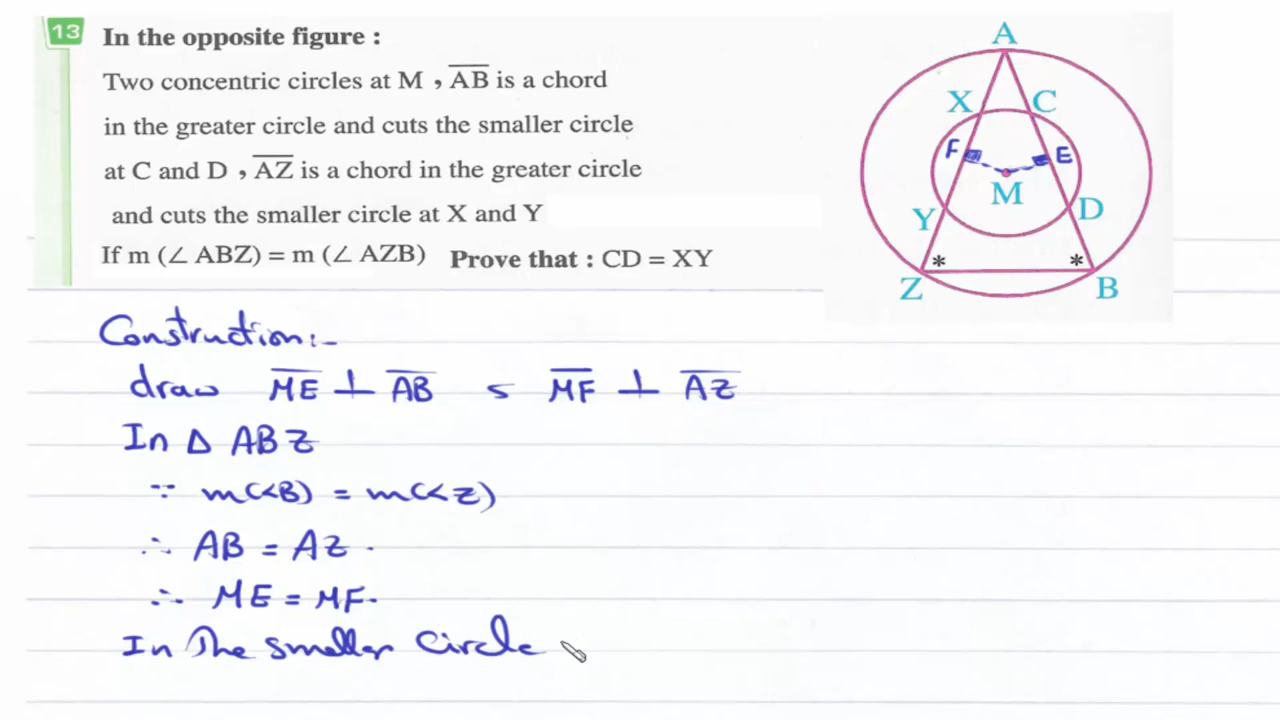 13 In the opposite figure :
Two concentric circles at M , AB is a chord
in the greater circle and cuts the smaller circle
at C and D , AZ is a chord in the greater circle
and cuts the smaller circle at X and Y
If m (∠ ABZ) = m (∠ AZB) Prove that : CD = XY
A
X C
F E
M
Y D
* *
Z B
Construction:-
draw ME ⊥ AB , MF ⊥ AZ
In Δ ABZ
∵ m(<B) = m(<Z)
∴ AB = AZ .
∴ ME = MF.
In The smaller circle